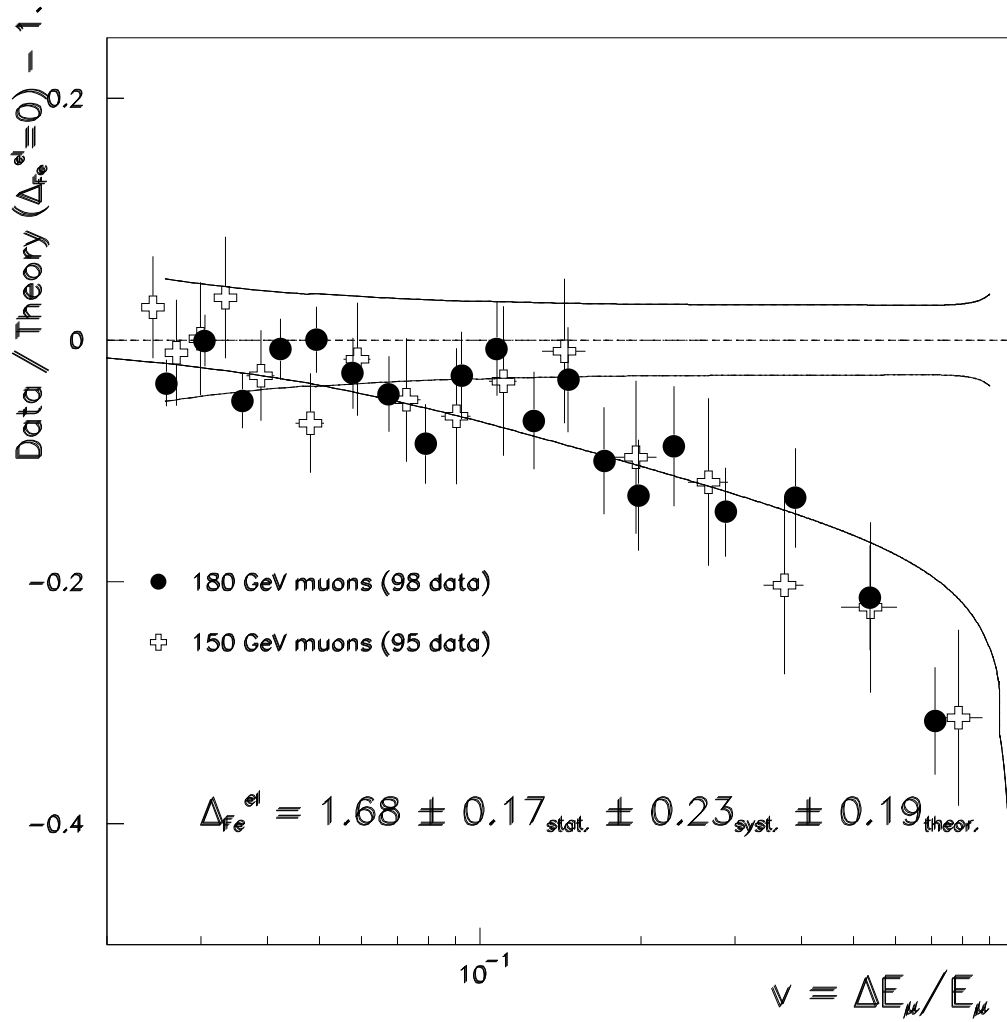 Data / Theory (Δ_Fe^el=0) − 1.
0.2
0
−0.2
−0.4
180 GeV muons (98 data)
150 GeV muons (95 data)
Δ_Fe^el = 1.68 ± 0.17_stat. ± 0.23_syst. ± 0.19_theor.
10^−1
v = ΔE_μ/E_μ